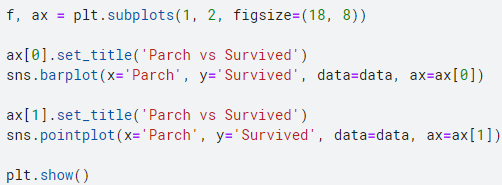 f, ax = plt.subplots(1, 2, figsize=(18, 8))
ax[0].set_title('Parch vs Survived')
sns.barplot(x='Parch', y='Survived', data=data, ax=ax[0])
ax[1].set_title('Parch vs Survived')
sns.pointplot(x='Parch', y='Survived', data=data, ax=ax[1])
plt.show()